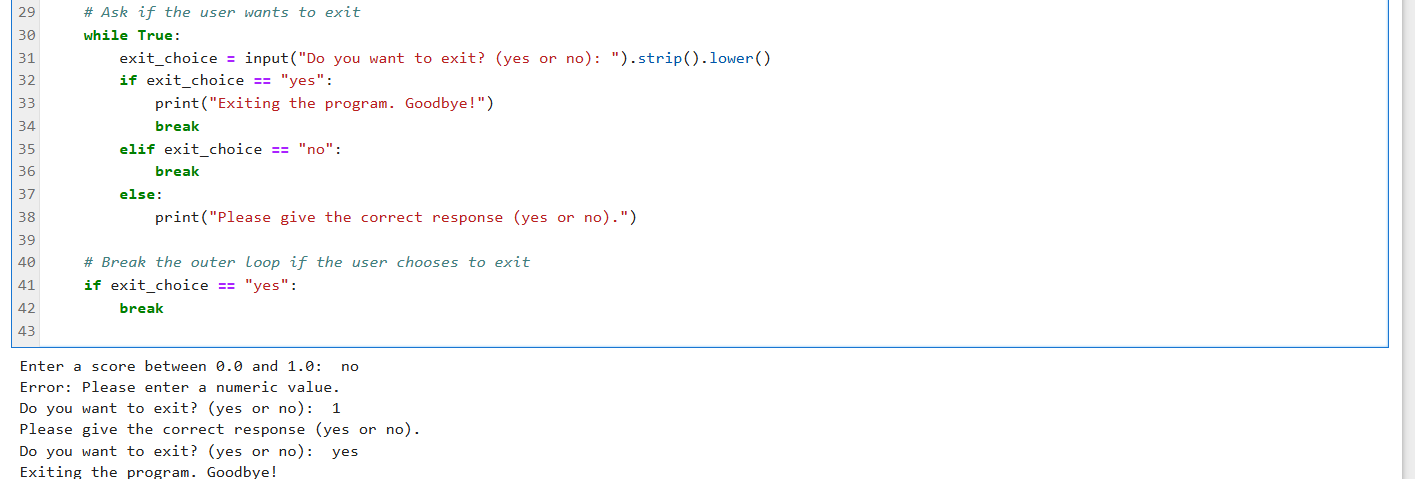 29     # Ask if the user wants to exit
30     while True:
31         exit_choice = input("Do you want to exit? (yes or no): ").strip().lower()
32         if exit_choice == "yes":
33             print("Exiting the program. Goodbye!")
34             break
35         elif exit_choice == "no":
36             break
37         else:
38             print("Please give the correct response (yes or no).")
39
40     # Break the outer loop if the user chooses to exit
41     if exit_choice == "yes":
42         break
43
Enter a score between 0.0 and 1.0:  no
Error: Please enter a numeric value.
Do you want to exit? (yes or no):  1
Please give the correct response (yes or no).
Do you want to exit? (yes or no):  yes
Exiting the program. Goodbye!